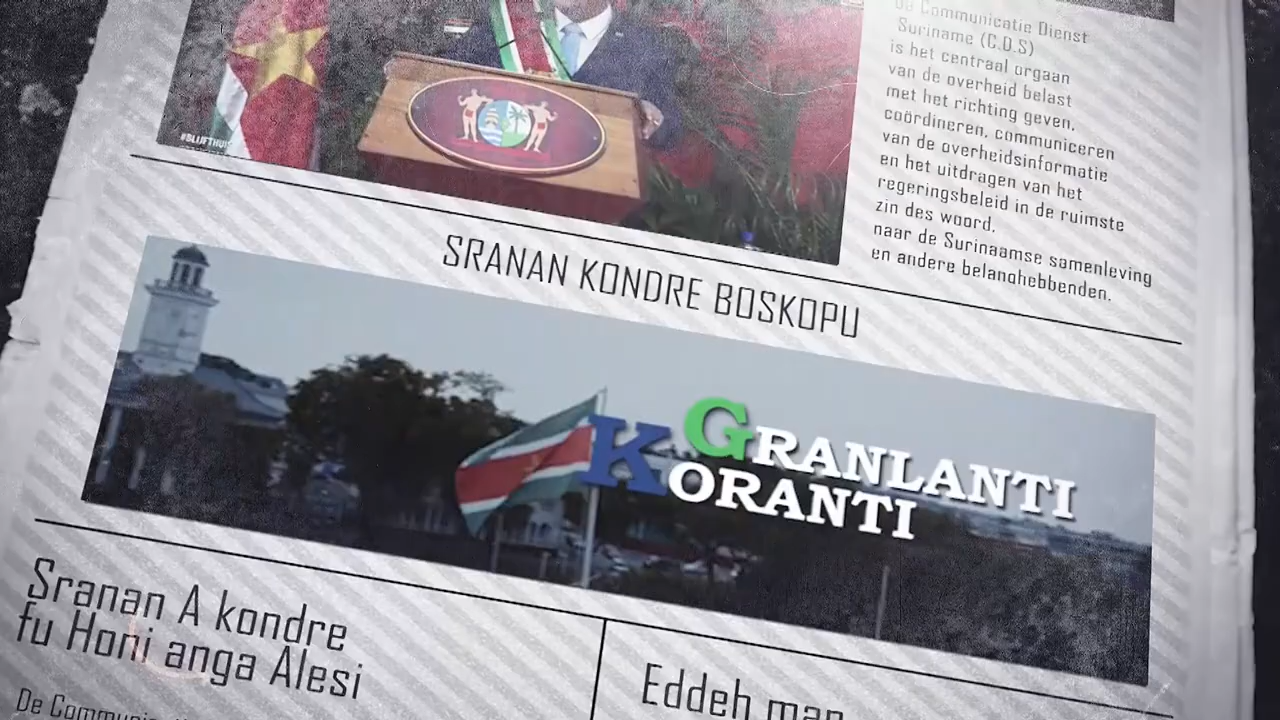 De Communicatie Dienst
Suriname (C.D.S)
is het centraal orgaan
van de overheid belast
met het richting geven,
coördineren, communiceren
van de overheidsinformatie
en het uitdragen van het
regeringsbeleid in de ruimste
zin des woord.
naar de Surinaamse samenleving
en andere belanghebbenden.
#BLIJFTHUIS
SRANAN KONDRE BOSKOPU
GRANLANTI
KORANTI
Sranan A kondre
fu Honi anga Alesi
Eddeh man